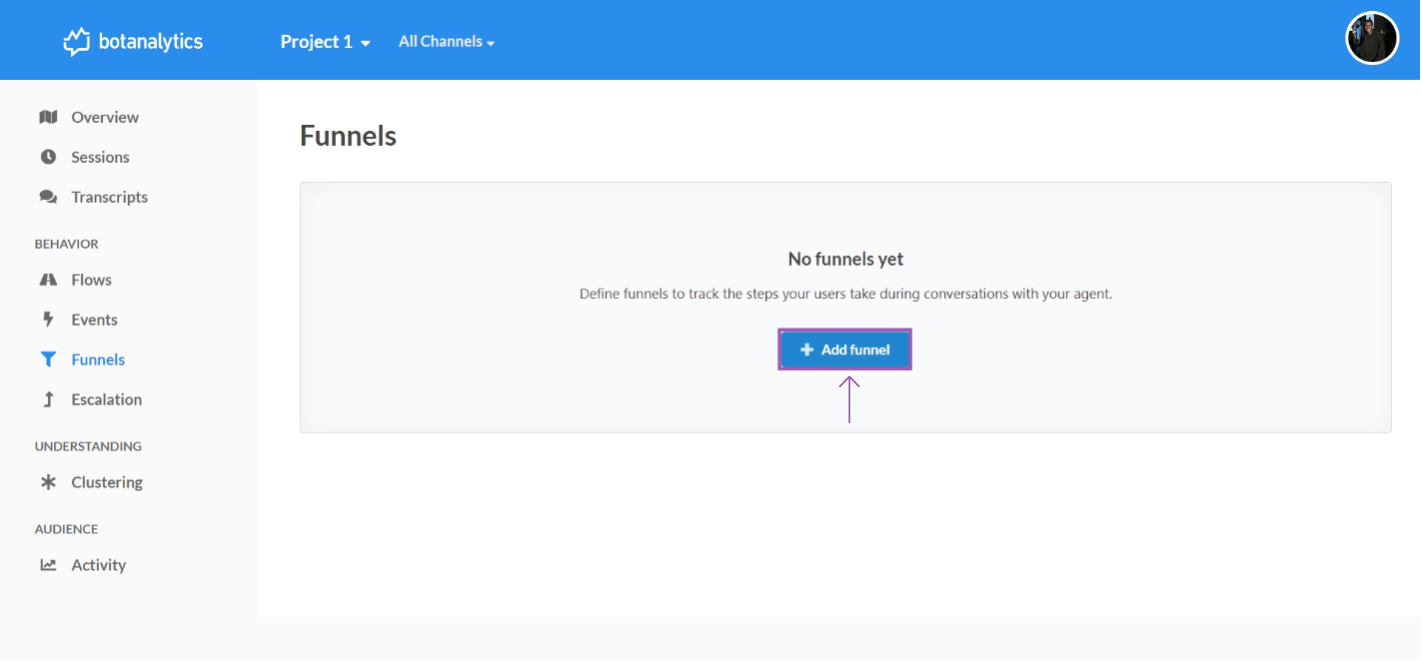 botanalytics
Project 1
All Channels
Overview
Sessions
Transcripts
BEHAVIOR
Flows
Events
Funnels
Escalation
UNDERSTANDING
Clustering
AUDIENCE
Activity
Funnels
No funnels yet
Define funnels to track the steps your users take during conversations with your agent.
Add funnel